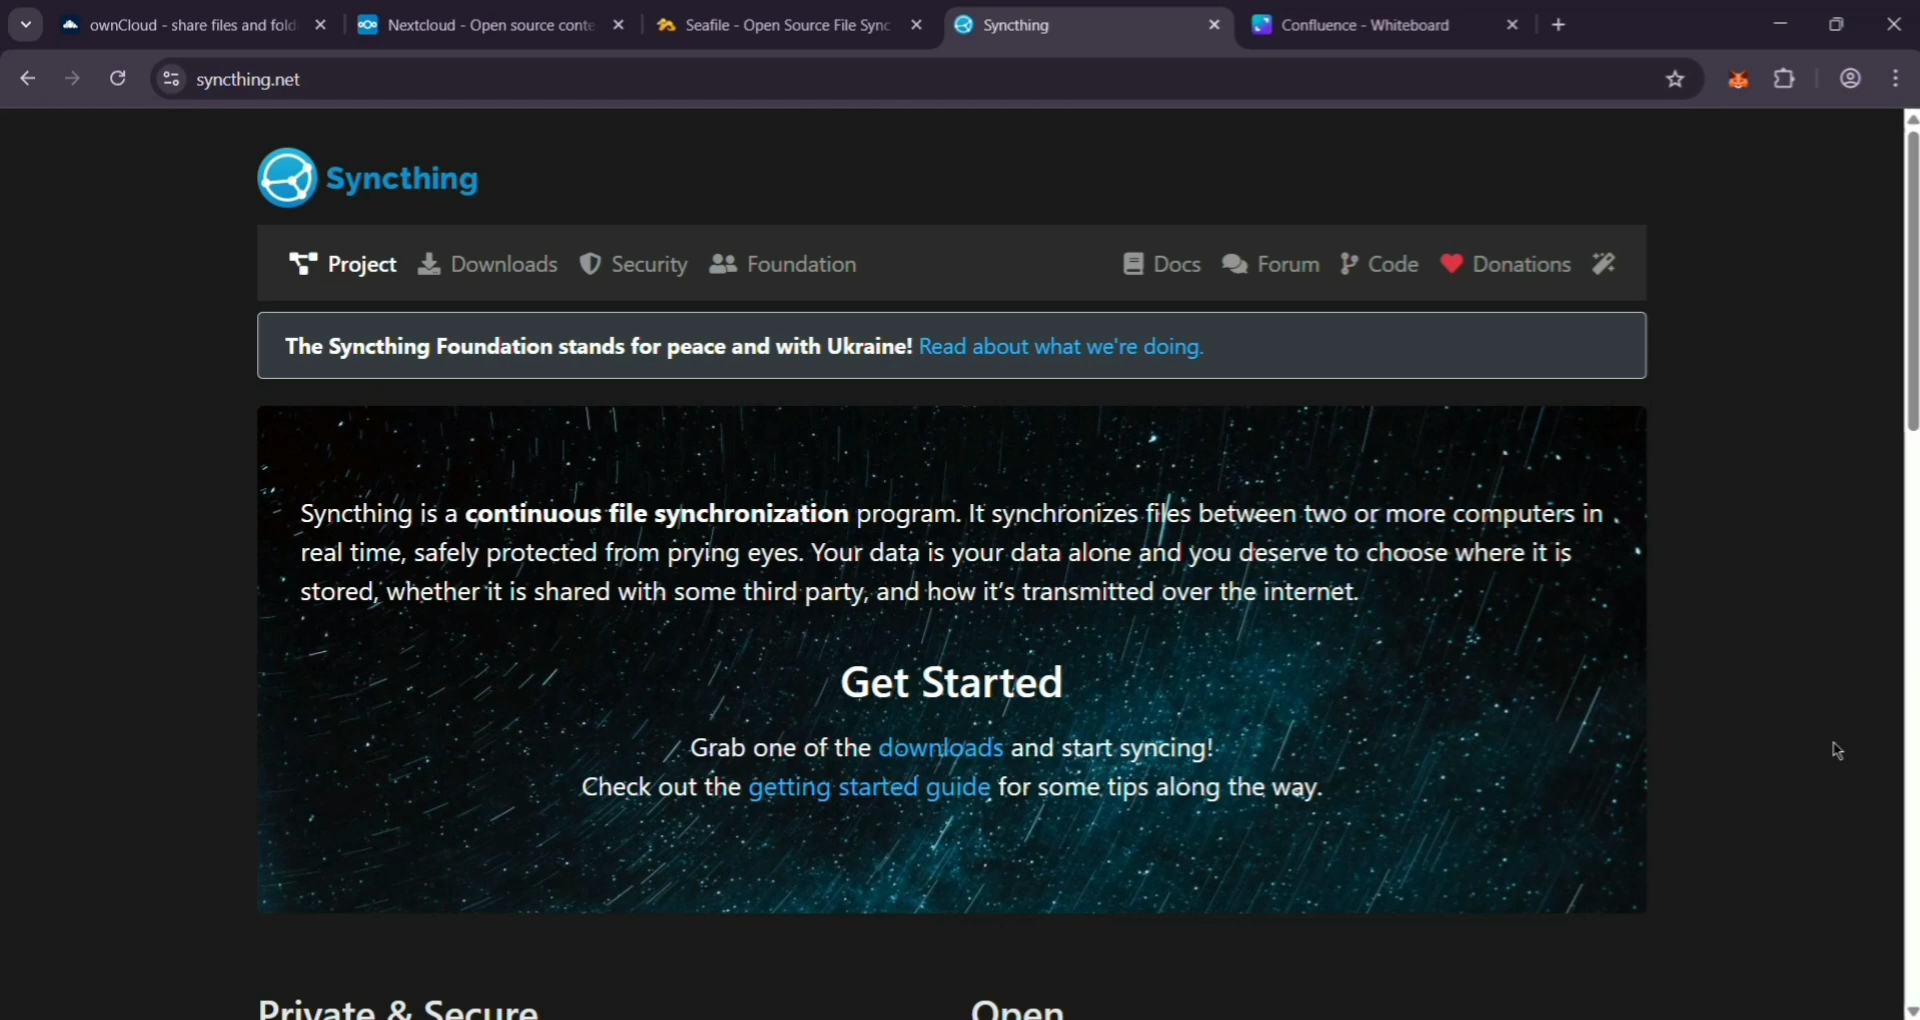 ownCloud - share files and fold
Nextcloud - Open source conte
Seafile - Open Source File Sync
Syncthing
Confluence - Whiteboard
syncthing.net
Syncthing
Project
Downloads
Security
Foundation
Docs
Forum
Code
Donations
The Syncthing Foundation stands for peace and with Ukraine! Read about what we're doing.
Syncthing is a continuous file synchronization program. It synchronizes files between two or more computers in
real time, safely protected from prying eyes. Your data is your data alone and you deserve to choose where it is
stored, whether it is shared with some third party, and how it’s transmitted over the internet.
Get Started
Grab one of the downloads and start syncing!
Check out the getting started guide for some tips along the way.
Private & Secure
Open